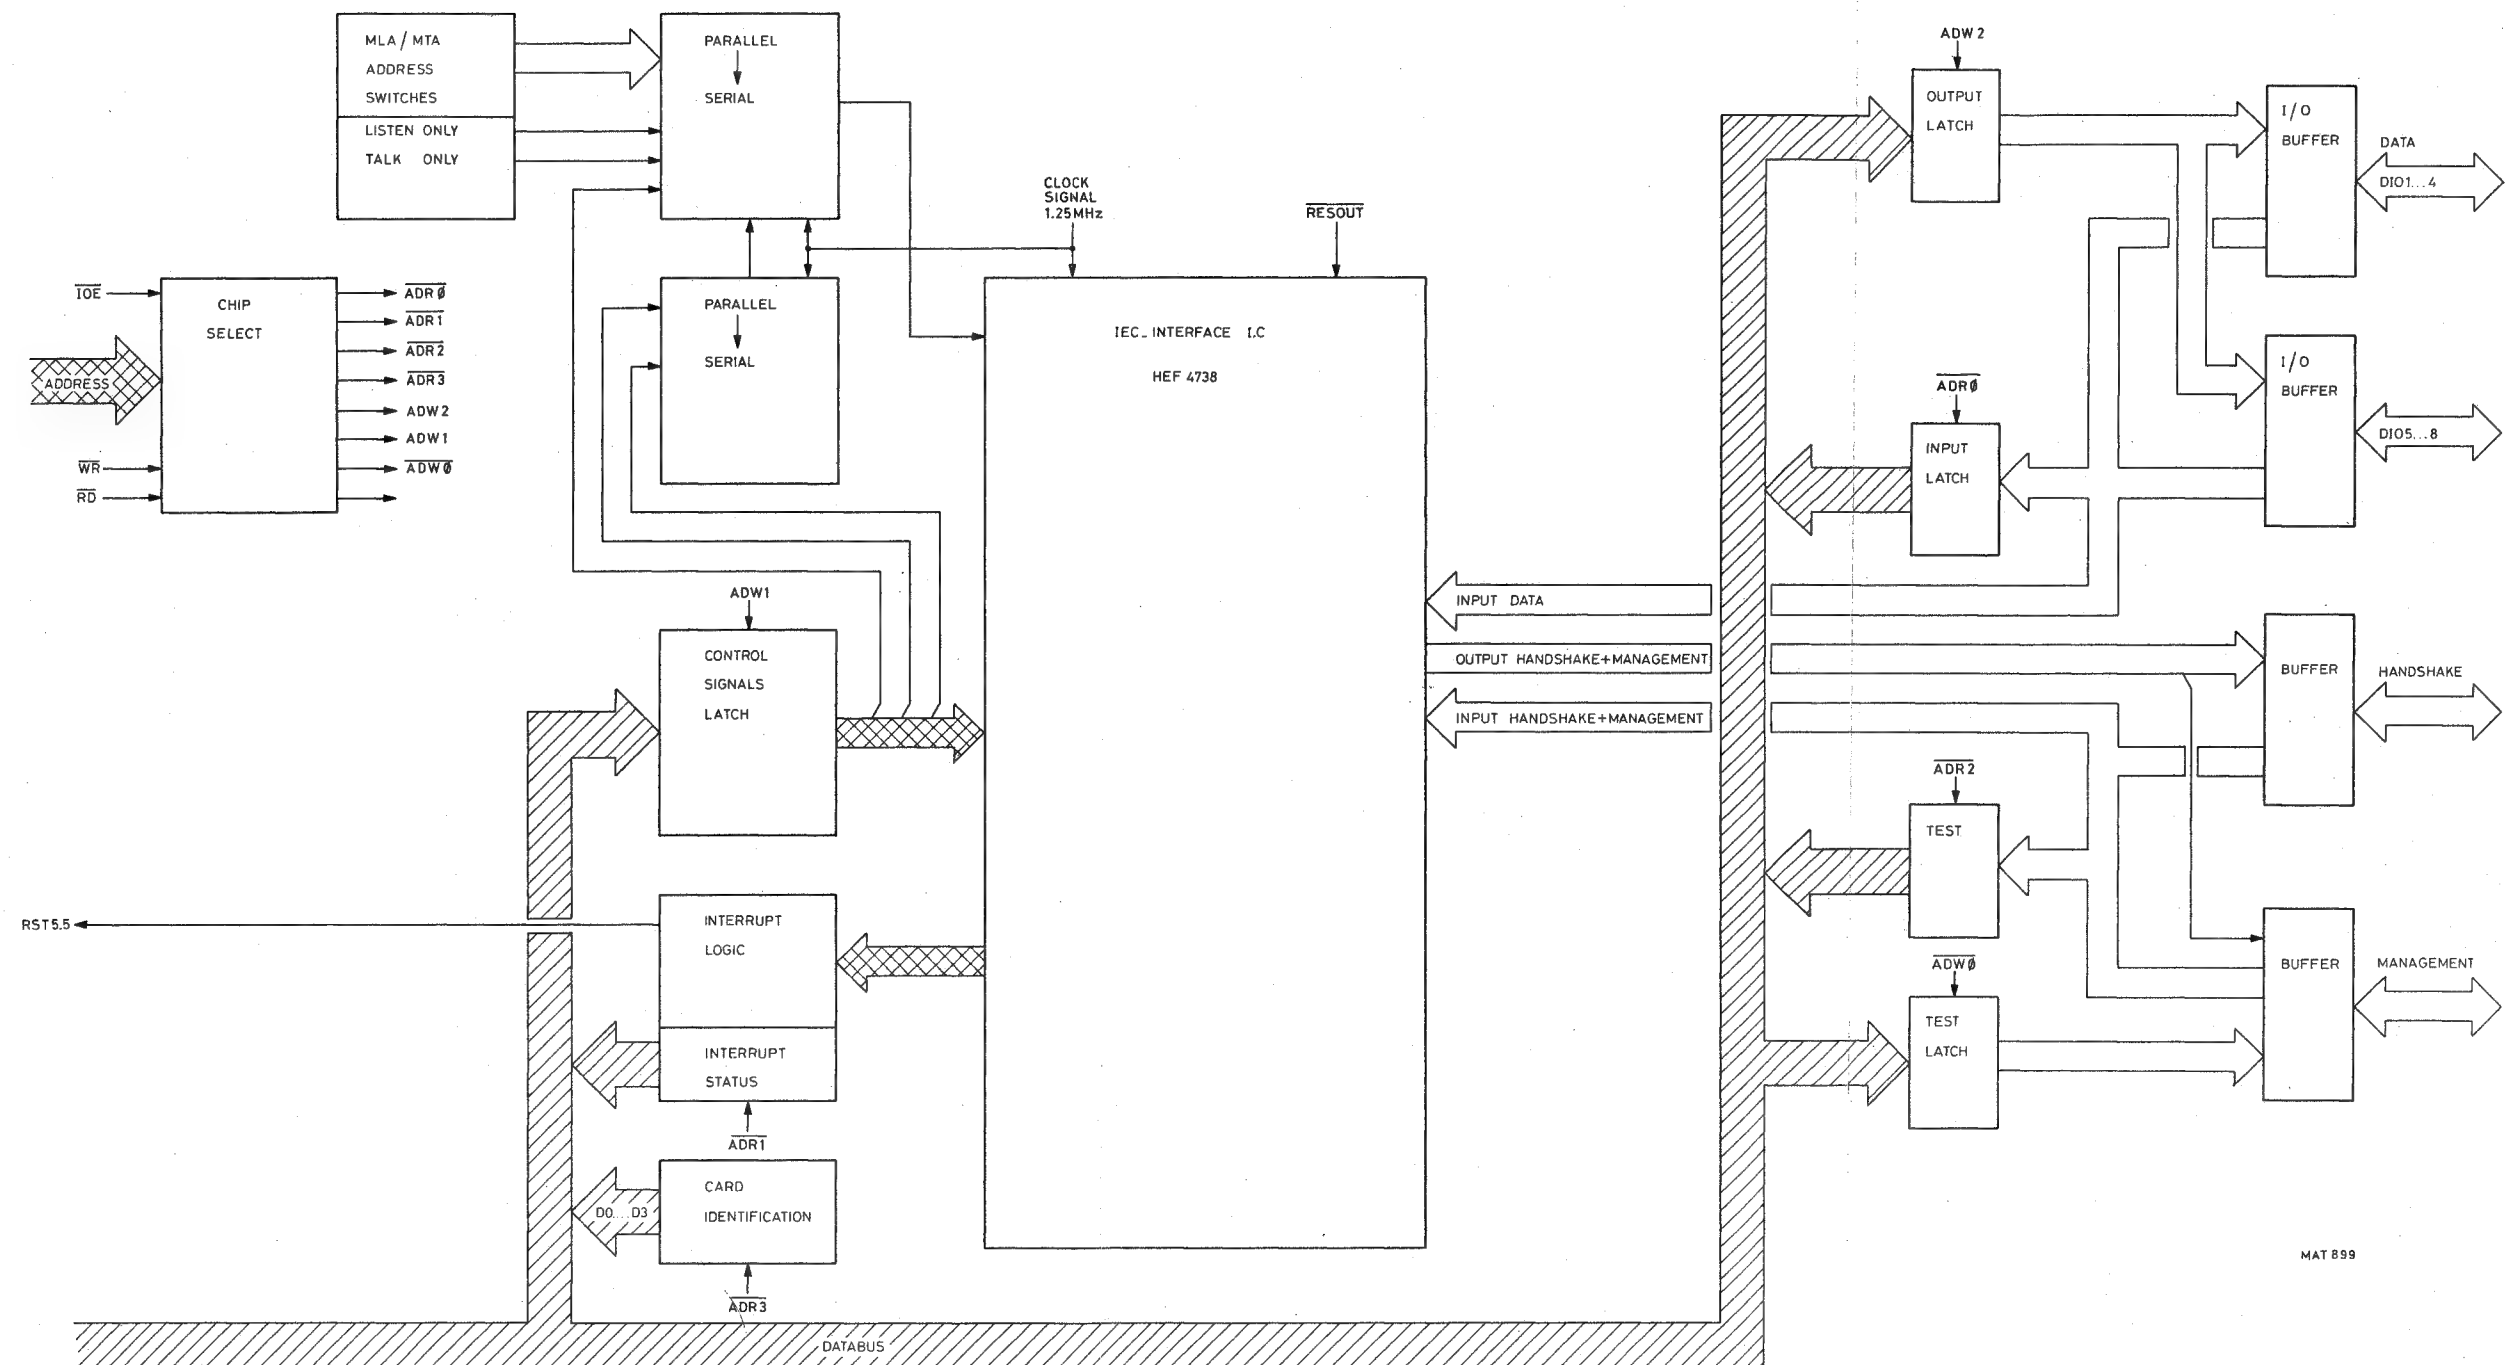 MLA/MTA
ADDRESS
SWITCHES
LISTEN ONLY
TALK ONLY
PARALLEL
SERIAL
CLOCK
SIGNAL
1.25MHz
RESOUT
IOE
ADDRESS
WR
RD
CHIP
SELECT
ADRØ
ADR1
ADR2
ADR3
ADW2
ADW1
ADWØ
PARALLEL
SERIAL
IEC_INTERFACE I.C
HEF 4738
ADW1
CONTROL
SIGNALS
LATCH
RST5.5
INTERRUPT
LOGIC
INTERRUPT
STATUS
ADR1
D0....D3
CARD
IDENTIFICATION
ADR3
DATABUS
INPUT DATA
OUTPUT HANDSHAKE+MANAGEMENT
INPUT HANDSHAKE+MANAGEMENT
ADW2
OUTPUT
LATCH
I/O
BUFFER
DATA
DIO1...4
ADRØ
INPUT
LATCH
I/O
BUFFER
DIO5...8
BUFFER
HANDSHAKE
ADR2
TEST
ADWØ
TEST
LATCH
BUFFER
MANAGEMENT
MAT 899